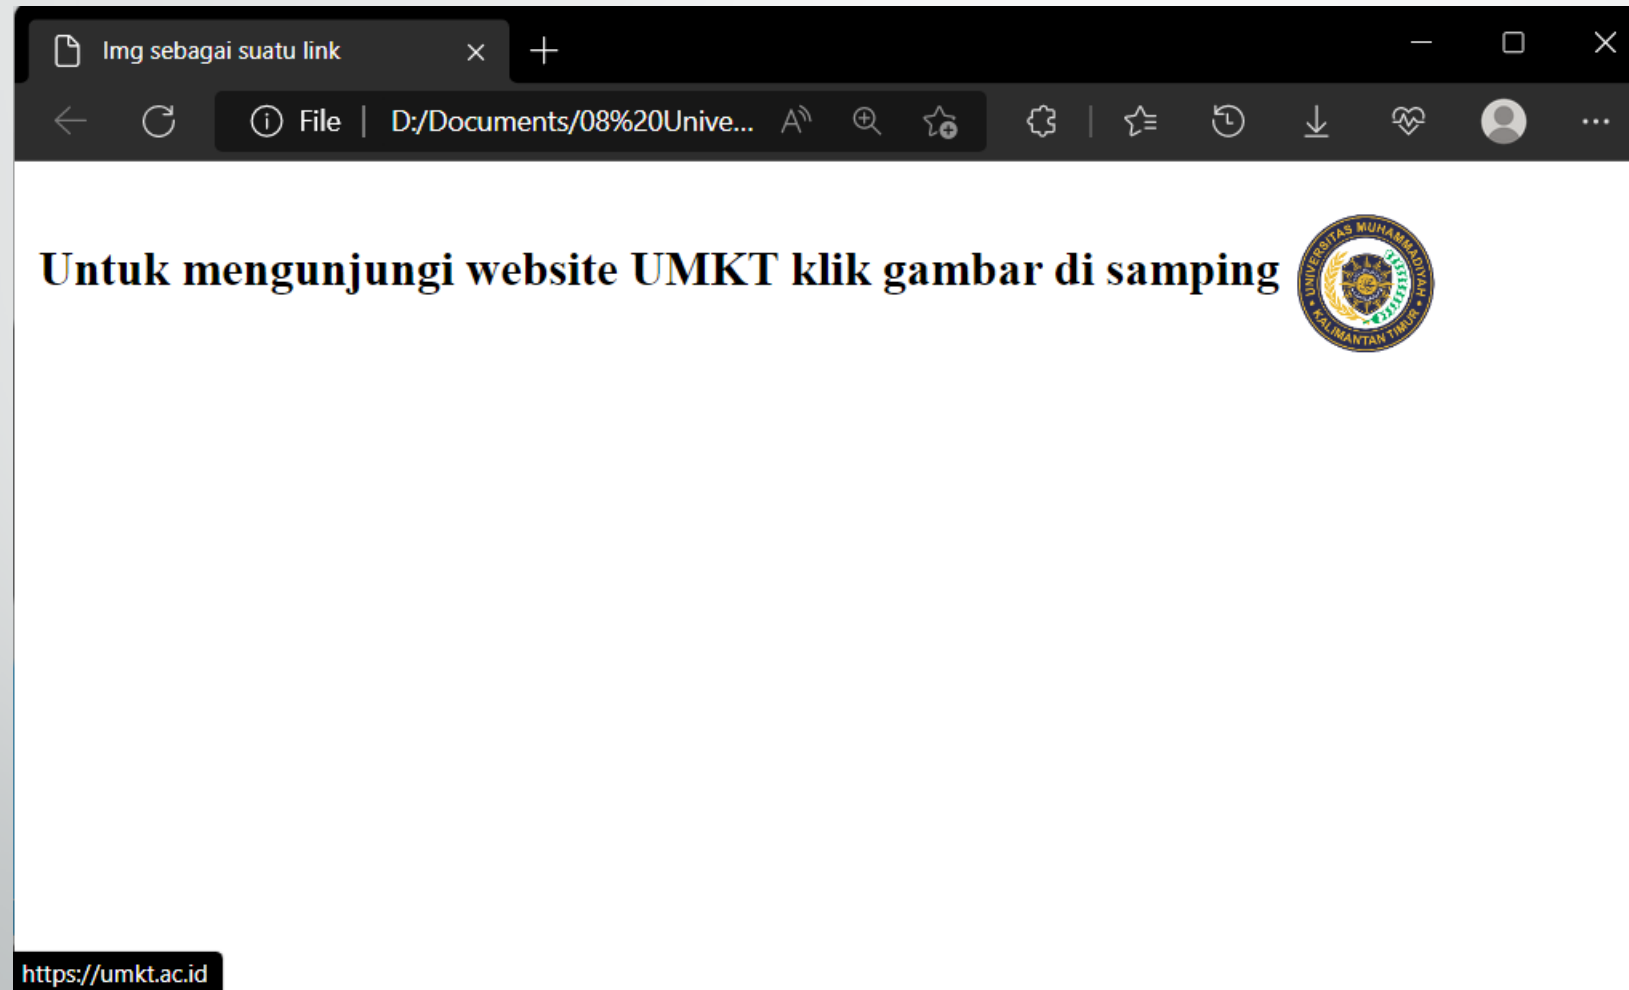 Img sebagai suatu link
File | D:/Documents/08%20Unive...
Untuk mengunjungi website UMKT klik gambar di samping
UNIVERSITAS MUHAMMADIYAH
KALIMANTAN TIMUR
https://umkt.ac.id